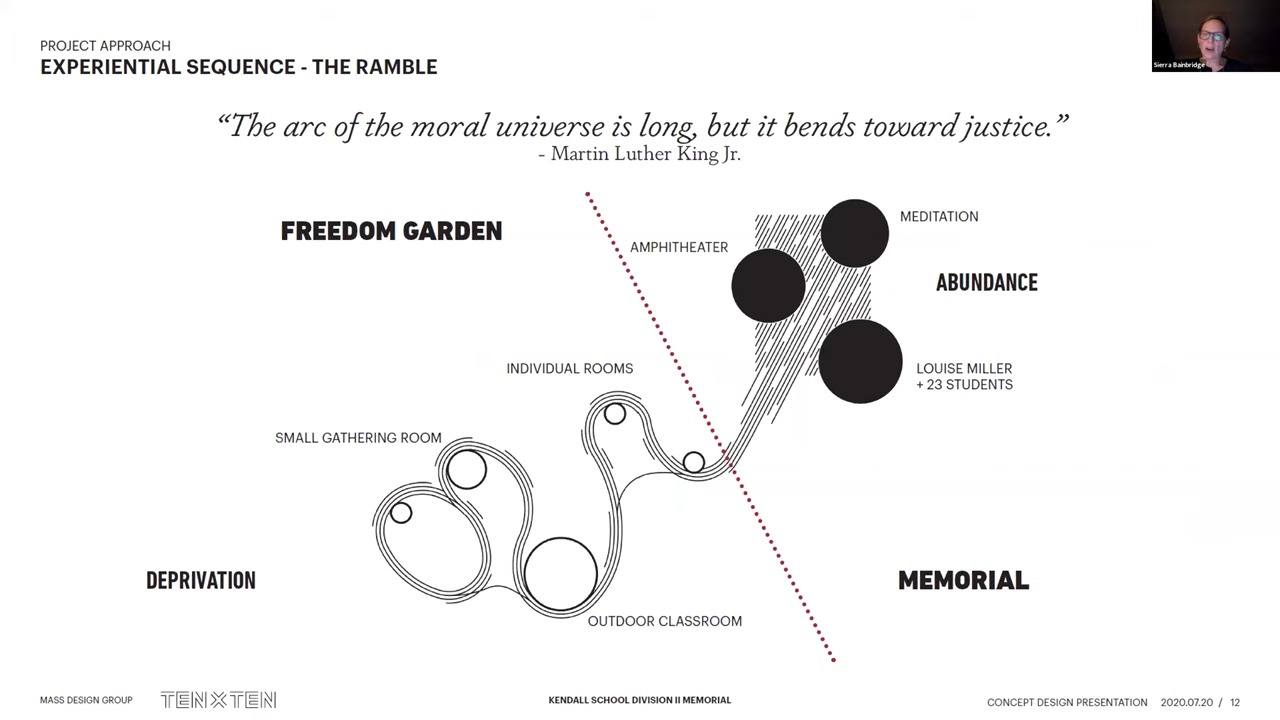 PROJECT APPROACH
EXPERIENTIAL SEQUENCE - THE RAMBLE
Sierra Bainbridge
“The arc of the moral universe is long, but it bends toward justice.”
- Martin Luther King Jr.
FREEDOM GARDEN
MEDITATION
AMPHITHEATER
ABUNDANCE
INDIVIDUAL ROOMS
LOUISE MILLER
+ 23 STUDENTS
SMALL GATHERING ROOM
DEPRIVATION
MEMORIAL
OUTDOOR CLASSROOM
MASS DESIGN GROUP
TENXTEN
KENDALL SCHOOL DIVISION II MEMORIAL
CONCEPT DESIGN PRESENTATION 2020.07.20 / 12